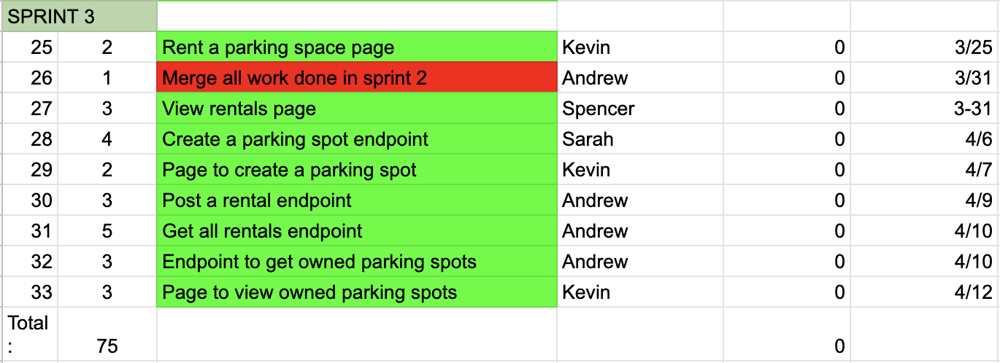 SPRINT 3
25 2 Rent a parking space page Kevin 0 3/25
26 1 Merge all work done in sprint 2 Andrew 0 3/31
27 3 View rentals page Spencer 0 3-31
28 4 Create a parking spot endpoint Sarah 0 4/6
29 2 Page to create a parking spot Kevin 0 4/7
30 3 Post a rental endpoint Andrew 0 4/9
31 5 Get all rentals endpoint Andrew 0 4/10
32 3 Endpoint to get owned parking spots Andrew 0 4/10
33 3 Page to view owned parking spots Kevin 0 4/12
Total
: 75 0